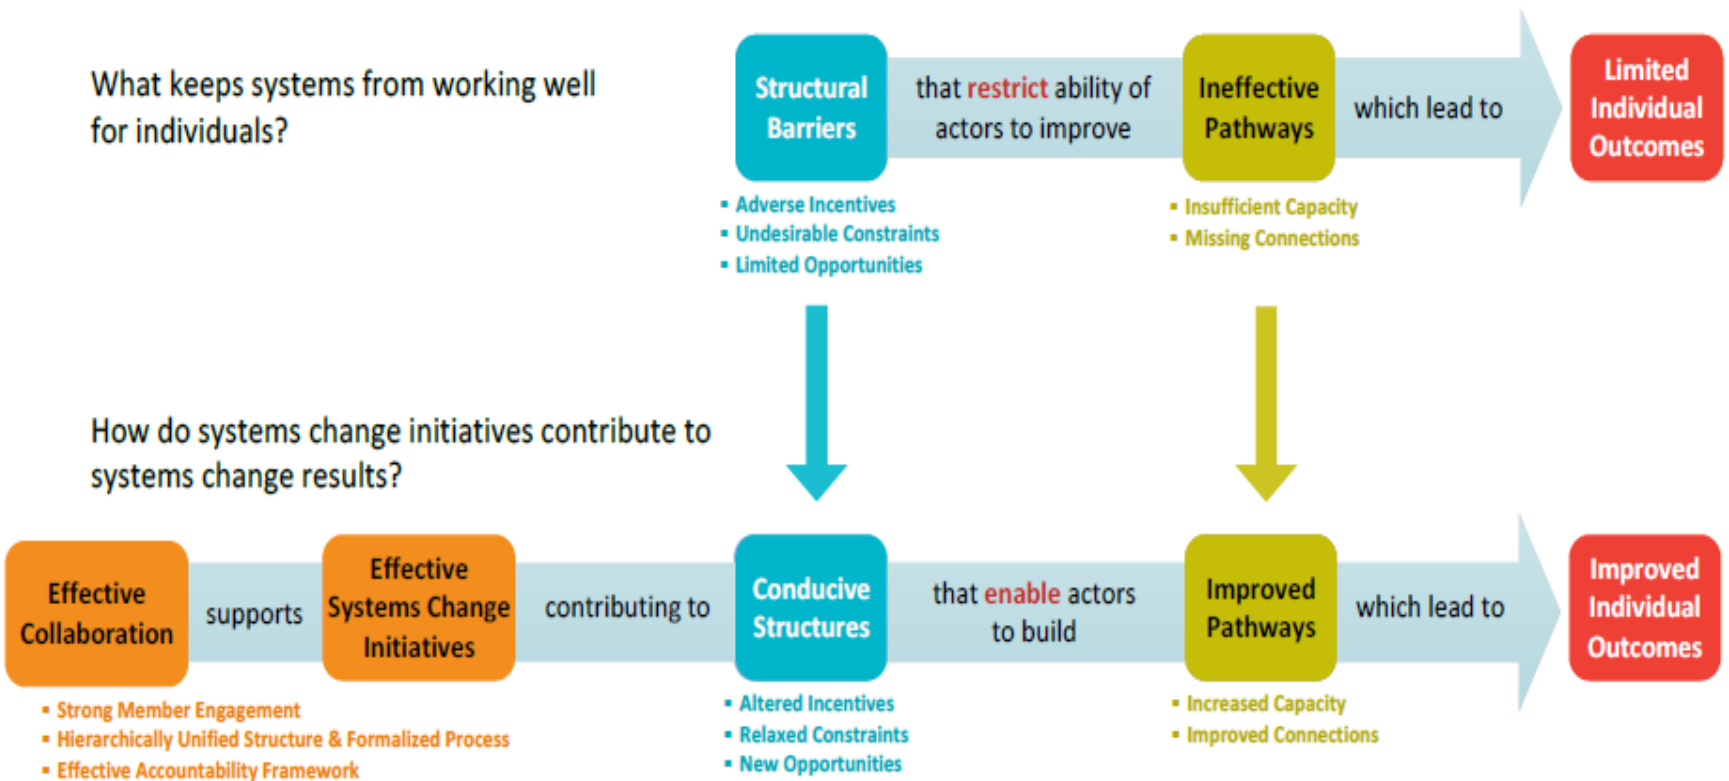 What keeps systems from working well
for individuals?
Structural
Barriers
that restrict ability of
actors to improve
Ineffective
Pathways
which lead to
Limited
Individual
Outcomes
▪ Adverse Incentives
▪ Undesirable Constraints
▪ Limited Opportunities
▪ Insufficient Capacity
▪ Missing Connections
How do systems change initiatives contribute to
systems change results?
Effective
Collaboration
supports
Effective
Systems Change
Initiatives
contributing to
Conducive
Structures
that enable actors
to build
Improved
Pathways
which lead to
Improved
Individual
Outcomes
▪ Strong Member Engagement
▪ Hierarchically Unified Structure & Formalized Process
▪ Effective Accountability Framework
▪ Altered Incentives
▪ Relaxed Constraints
▪ New Opportunities
▪ Increased Capacity
▪ Improved Connections